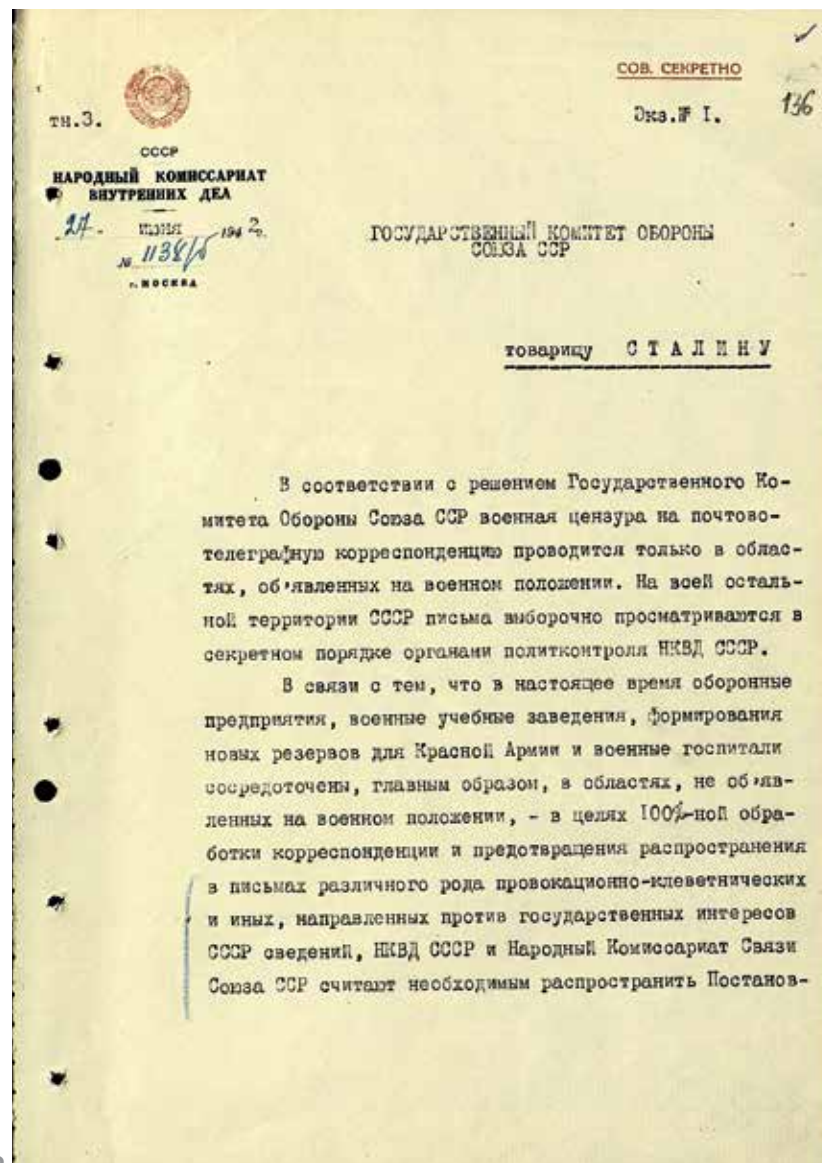 СОВ. СЕКРЕТНО
136
Экз.№ I.
тн.3.
СССР
НАРОДНЫЙ КОМИССАРИАТ
ВНУТРЕННИХ ДЕЛ
27 июня 1942г.
№ 1138/б
г. МОСКВА
ГОСУДАРСТВЕННЫЙ КОМИТЕТ ОБОРОНЫ
СОЮЗА ССР
товарищу СТАЛИНУ
В соответствии с решением Государственного Ко-
митета Обороны Союза ССР военная цензура на почтово-
телеграфную корреспонденцию проводится только в облас-
тях, об'явленных на военном положении. На всей осталь-
ной территории СССР письма выборочно просматриваются в
секретном порядке органами политконтроля НКВД СССР.
В связи с тем, что в настоящее время оборонные
предприятия, военные учебные заведения, формирования
новых резервов для Красной Армии и военные госпитали
сосредоточены, главным образом, в областях, не об'яв-
ленных на военном положении, - в целях 100%-ной обра-
ботки корреспонденции и предотвращения распространения
в письмах различного рода провокационно-клеветнических
и иных, направленных против государственных интересов
СССР сведений, НКВД СССР и Народный Комиссариат Связи
Союза ССР считают необходимым распространить Постанов-